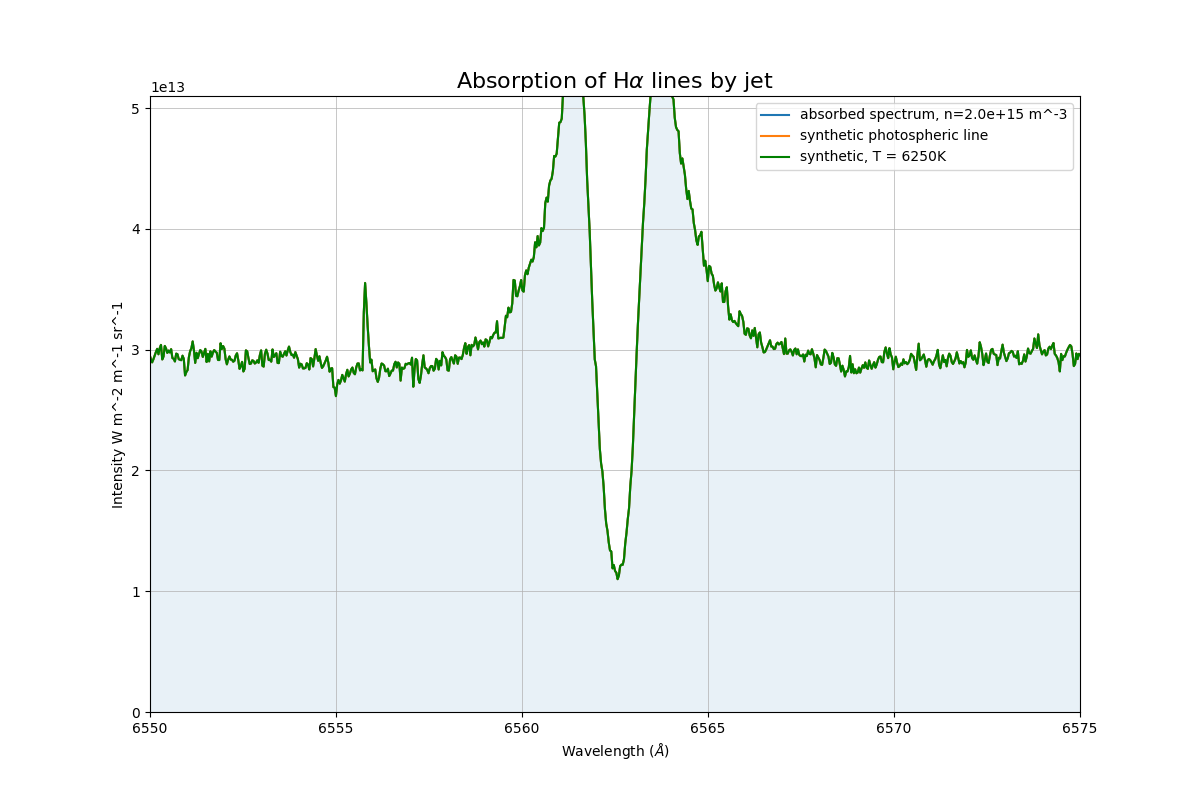 Absorption of Hα lines by jet
1e13
absorbed spectrum, n=2.0e+15 m^-3
synthetic photospheric line
synthetic, T = 6250K
5
4
3
2
1
0
Intensity W m^-2 m^-1 sr^-1
6550 6555 6560 6565 6570 6575
Wavelength (Å)